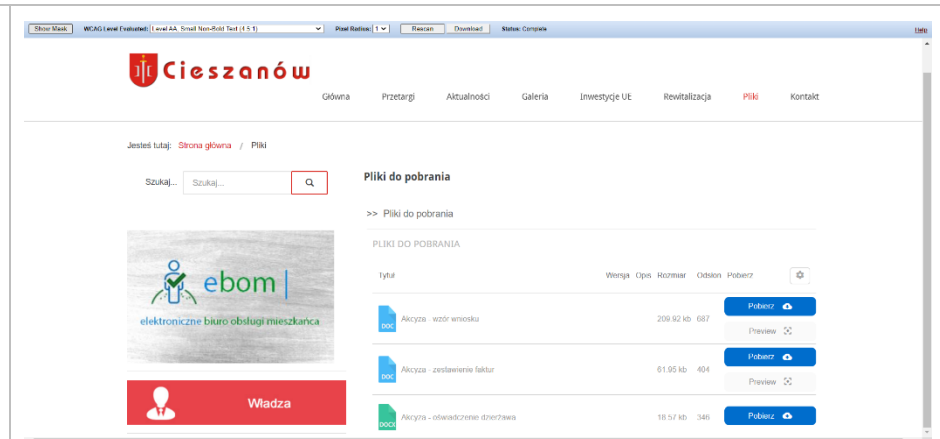 Show Mask WCAG Level Evaluated: Level AA, Small Non-Bold Text (4.5:1) Pixel Radius: 1 Rescan Download Status: Complete Help
Cieszanów
Główna Przetargi Aktualności Galeria Inwestycje UE Rewitalizacja Pliki Kontakt
Jesteś tutaj: Strona główna / Pliki
Szukaj... Szukaj...
Pliki do pobrania
>> Pliki do pobrania
PLIKI DO POBRANIA
Tytuł Wersja Opis Rozmiar Odsłon Pobierz
ebom
elektroniczne biuro obsługi mieszkańca
DOC Akcyza - wzór wniosku 209.92 kb 687 Pobierz
Preview
DOC Akcyza - zestawienie faktur 61.95 kb 404 Pobierz
Preview
Władza
DOCX Akcyza - oświadczenie dzierżawa 18.57 kb 346 Pobierz